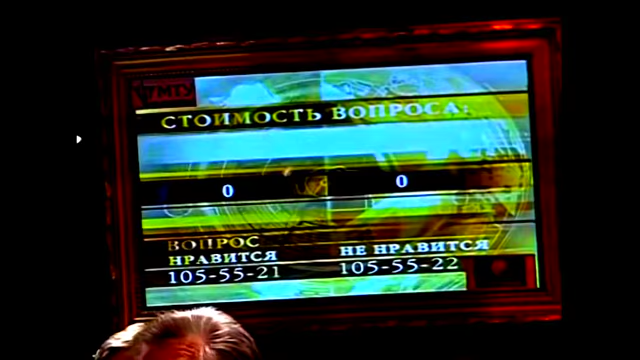 СТОИМОСТЬ ВОПРОСА:
0 0
ВОПРОС
НРАВИТСЯ НЕ НРАВИТСЯ
105-55-21 105-55-22